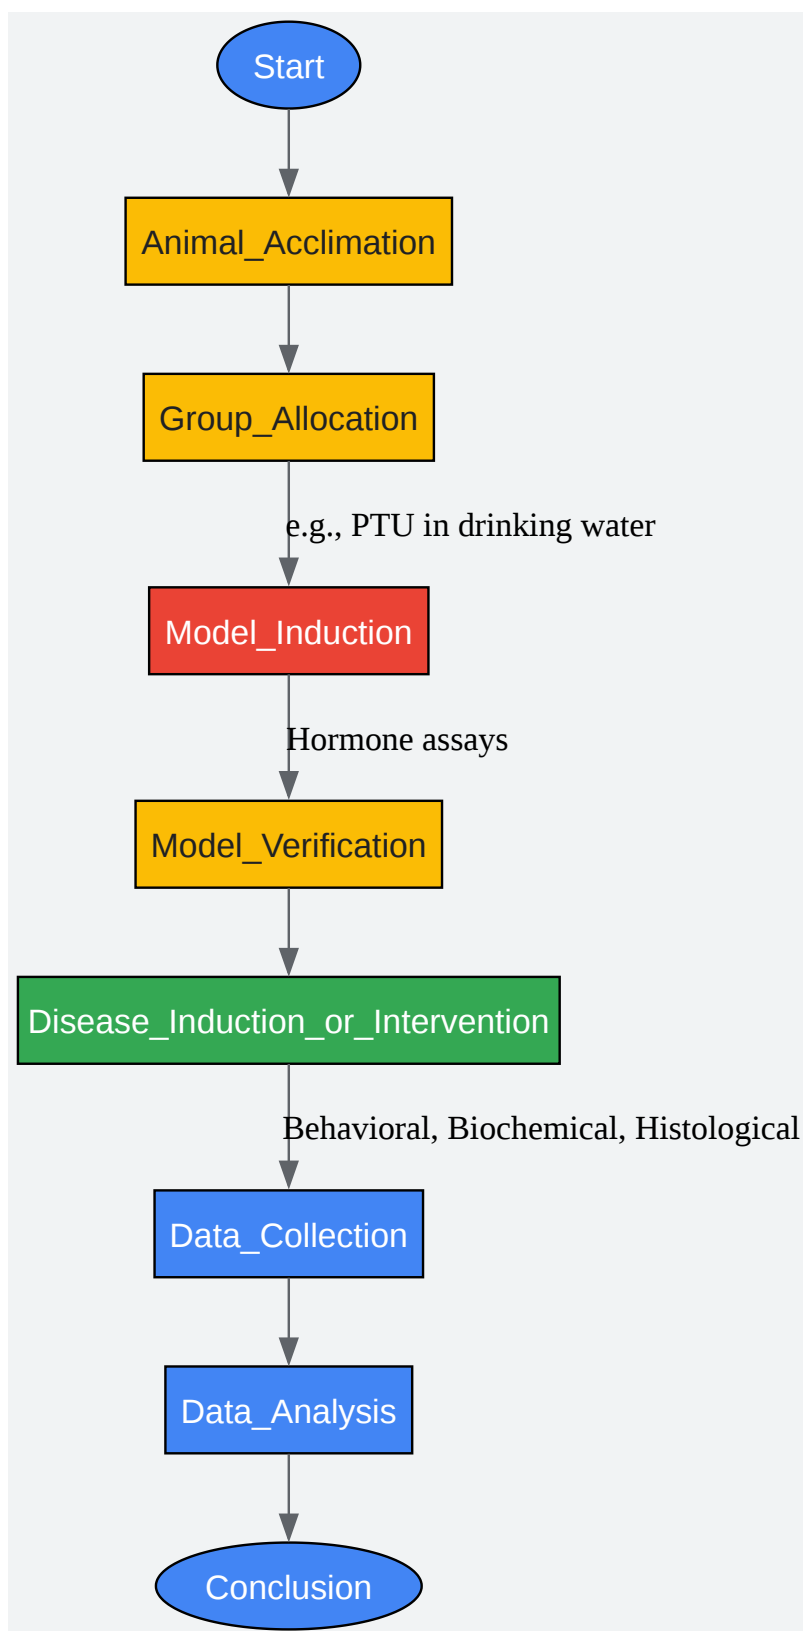 Start
Animal_Acclimation
Group_Allocation
e.g., PTU in drinking water
Model_Induction
Hormone assays
Model_Verification
Disease_Induction_or_Intervention
Behavioral, Biochemical, Histological
Data_Collection
Data_Analysis
Conclusion